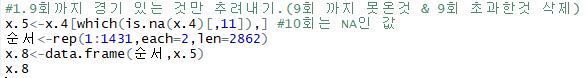 #1.9회까지 경기 있는 것만 추려내기.(9회 까지 못온것 & 9회 초과한것 삭제)
x.5<-x.4[which(is.na(x.4)[,11]),] #10회는 NA인 값
순서<-rep(1:1431,each=2,len=2862)
x.8<-data.frame(순서,x.5)
x.8